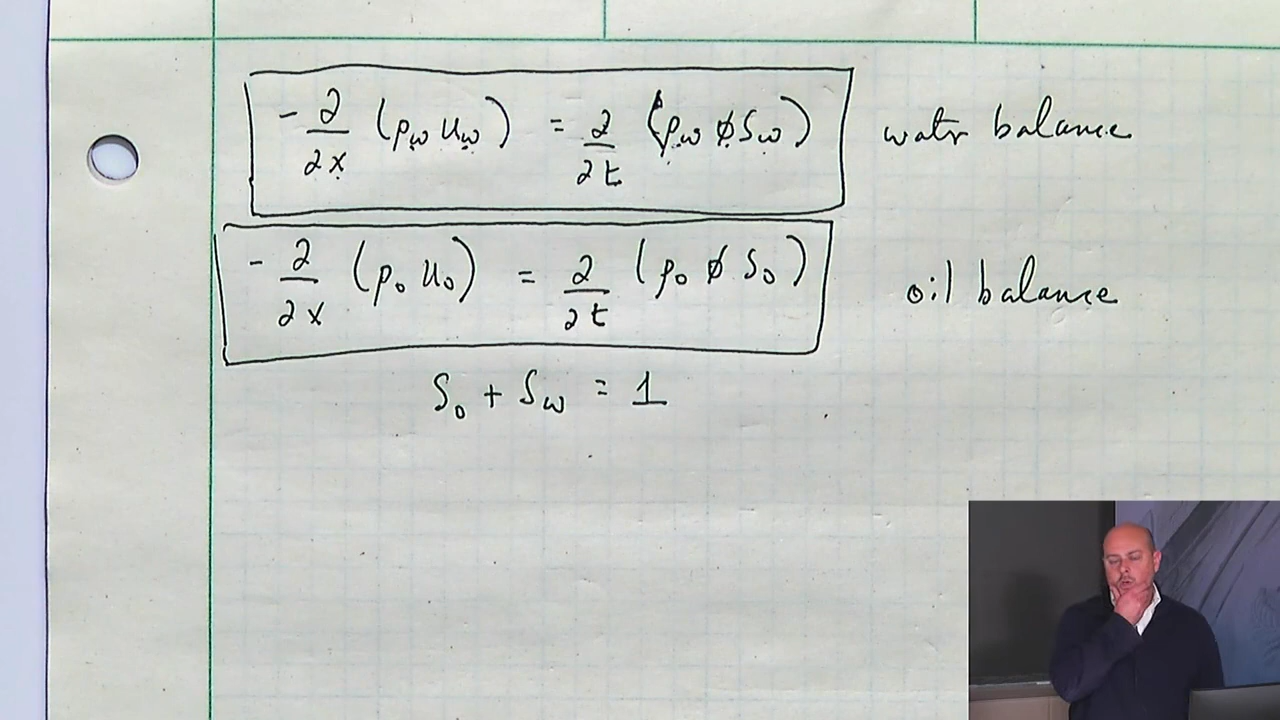 - ∂/∂x (ρw uw) = ∂/∂t (ρw ϕ Sw) water balance
- ∂/∂x (ρo uo) = ∂/∂t (ρo ϕ So) oil balance
So + Sw = 1